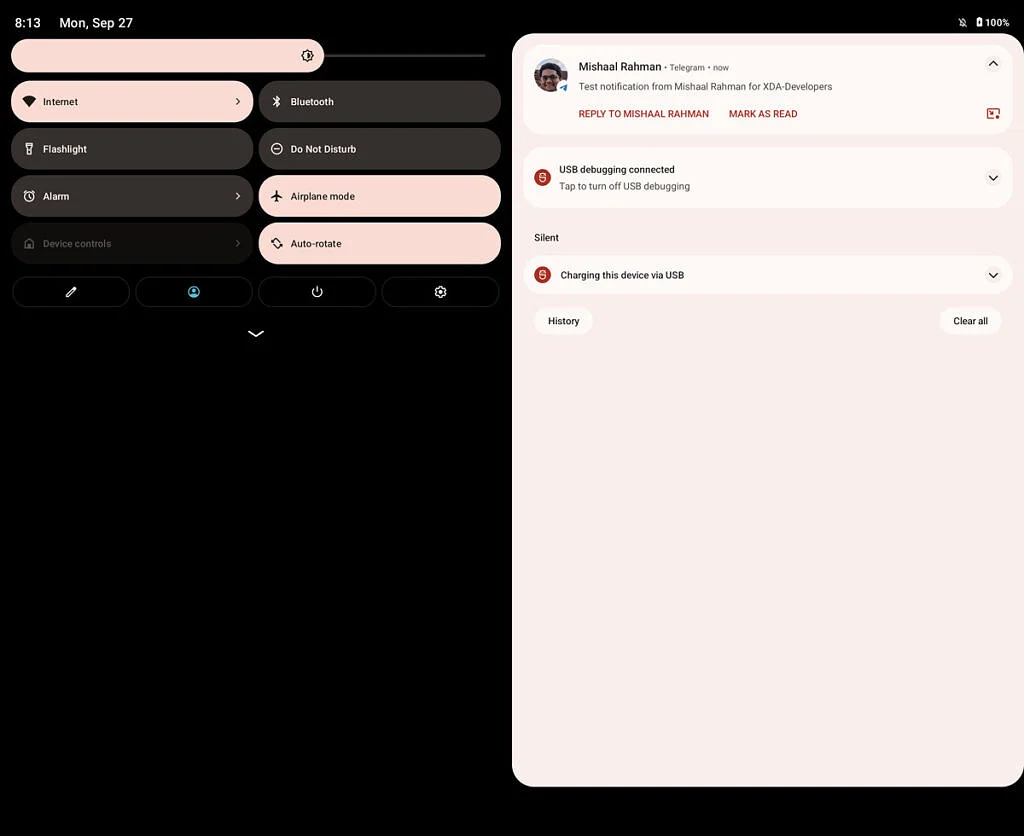 8:13 Mon, Sep 27
100%
Internet
Bluetooth
Flashlight
Do Not Disturb
Alarm
Airplane mode
Device controls
Auto-rotate
Mishaal Rahman • Telegram • now
Test notification from Mishaal Rahman for XDA-Developers
REPLY TO MISHAAL RAHMAN MARK AS READ
USB debugging connected
Tap to turn off USB debugging
Silent
Charging this device via USB
History
Clear all